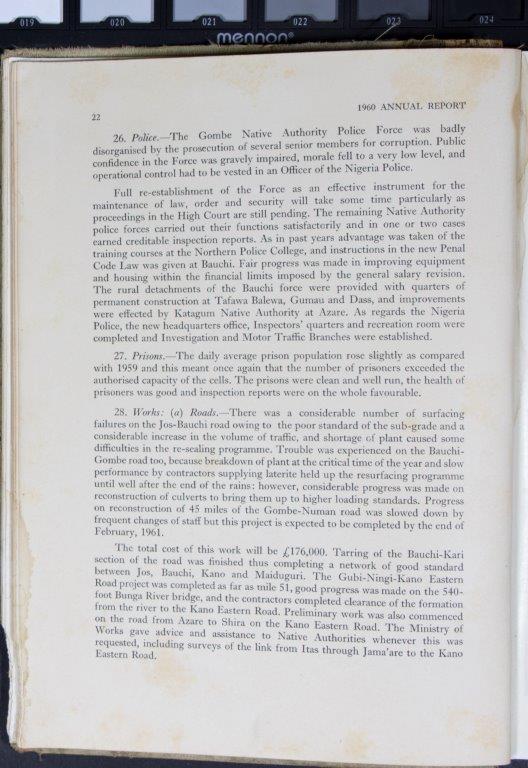 019 020 021 022 023 024
mennon®
22
1960 ANNUAL REPORT
26. Police.—The Gombe Native Authority Police Force was badly
disorganised by the prosecution of several senior members for corruption. Public
confidence in the Force was gravely impaired, morale fell to a very low level, and
operational control had to be vested in an Officer of the Nigeria Police.
Full re-establishment of the Force as an effective instrument for the
maintenance of law, order and security will take some time particularly as
proceedings in the High Court are still pending. The remaining Native Authority
police forces carried out their functions satisfactorily and in one or two cases
earned creditable inspection reports. As in past years advantage was taken of the
training courses at the Northern Police College, and instructions in the new Penal
Code Law was given at Bauchi. Fair progress was made in improving equipment
and housing within the financial limits imposed by the general salary revision.
The rural detachments of the Bauchi force were provided with quarters of
permanent construction at Tafawa Balewa, Gumau and Dass, and improvements
were effected by Katagum Native Authority at Azare. As regards the Nigeria
Police, the new headquarters office, Inspectors' quarters and recreation room were
completed and Investigation and Motor Traffic Branches were established.
27. Prisons.—The daily average prison population rose slightly as compared
with 1959 and this meant once again that the number of prisoners exceeded the
authorised capacity of the cells. The prisons were clean and well run, the health of
prisoners was good and inspection reports were on the whole favourable.
28. Works: (a) Roads.—There was a considerable number of surfacing
failures on the Jos-Bauchi road owing to the poor standard of the sub-grade and a
considerable increase in the volume of traffic, and shortage of plant caused some
difficulties in the re-sealing programme. Trouble was experienced on the Bauchi-
Gombe road too, because breakdown of plant at the critical time of the year and slow
performance by contractors supplying laterite held up the resurfacing programme
until well after the end of the rains: however, considerable progress was made on
reconstruction of culverts to bring them up to higher loading standards. Progress
on reconstruction of 45 miles of the Gombe-Numan road was slowed down by
frequent changes of staff but this project is expected to be completed by the end of
February, 1961.
The total cost of this work will be £176,000. Tarring of the Bauchi-Kari
section of the road was finished thus completing a network of good standard
between Jos, Bauchi, Kano and Maiduguri. The Gubi-Ningi-Kano Eastern
Road project was completed as far as mile 51, good progress was made on the 540-
foot Bunga River bridge, and the contractors completed clearance of the formation
from the river to the Kano Eastern Road. Preliminary work was also commenced
on the road from Azare to Shira on the Kano Eastern Road. The Ministry of
Works gave advice and assistance to Native Authorities whenever this was
requested, including surveys of the link from Itas through Jama'are to the Kano
Eastern Road.